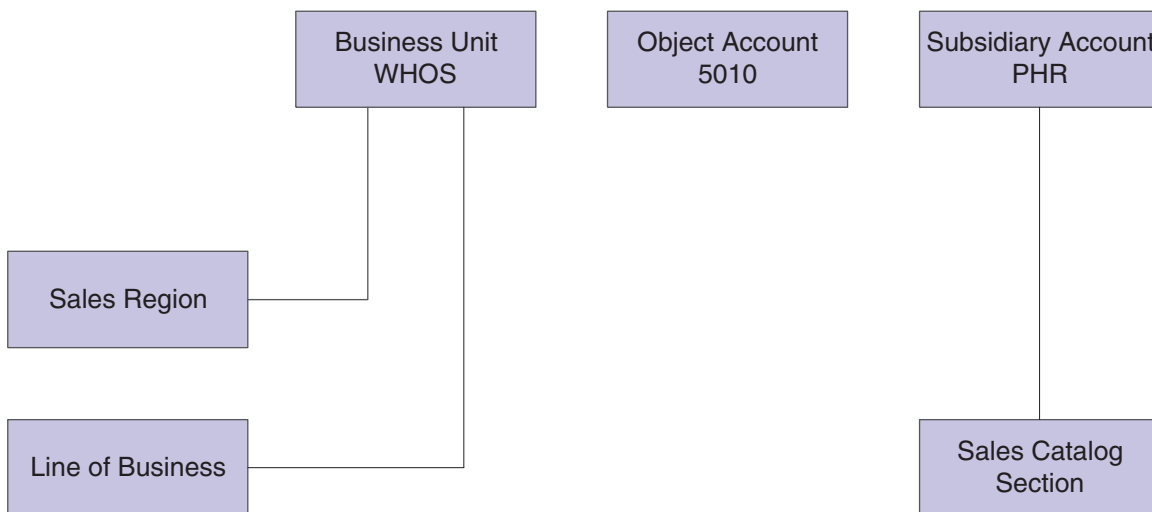 Business Unit
WHOS
Object Account
5010
Subsidiary Account
PHR
Sales Region
Line of Business
Sales Catalog
Section